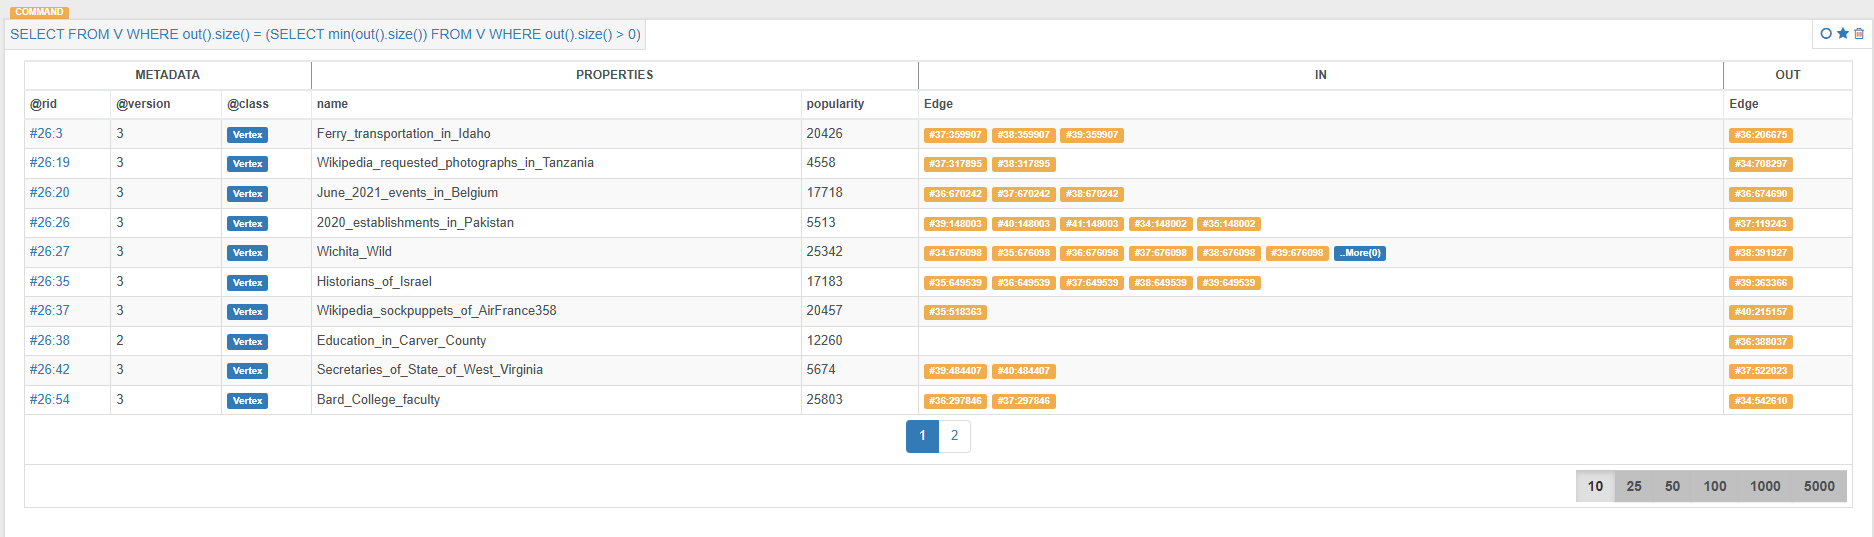 COMMAND
SELECT FROM V WHERE out().size() = (SELECT min(out().size()) FROM V WHERE out().size() > 0)
METADATA PROPERTIES IN OUT
@rid @version @class name popularity Edge Edge
#26:3 3 Vertex Ferry_transportation_in_Idaho 20426 #37:359907 #38:359907 #39:359907 #36:206675
#26:19 3 Vertex Wikipedia_requested_photographs_in_Tanzania 4558 #37:317895 #38:317895 #34:708297
#26:20 3 Vertex June_2021_events_in_Belgium 17718 #36:670242 #37:670242 #38:670242 #36:674690
#26:26 3 Vertex 2020_establishments_in_Pakistan 5513 #39:148003 #40:148003 #41:148003 #34:148002 #35:148002 #37:119243
#26:27 3 Vertex Wichita_Wild 25342 #34:676098 #35:676098 #36:676098 #37:676098 #38:676098 #39:676098 ..More(0) #38:391927
#26:35 3 Vertex Historians_of_Israel 17183 #35:649539 #36:649539 #37:649539 #38:649539 #39:649539 #39:363366
#26:37 3 Vertex Wikipedia_sockpuppets_of_AirFrance358 20457 #35:518363 #40:215157
#26:38 2 Vertex Education_in_Carver_County 12260 #36:388037
#26:42 3 Vertex Secretaries_of_State_of_West_Virginia 5674 #39:484407 #40:484407 #37:522023
#26:54 3 Vertex Bard_College_faculty 25803 #36:297846 #37:297846 #34:542610
1 2
10 25 50 100 1000 5000